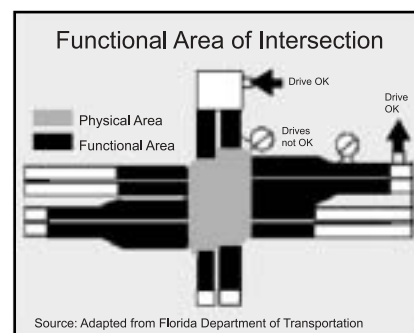 Functional Area of Intersection
Drive OK
Physical Area
Functional Area
Drives
not OK
Drive
OK
Source: Adapted from Florida Department of Transportation